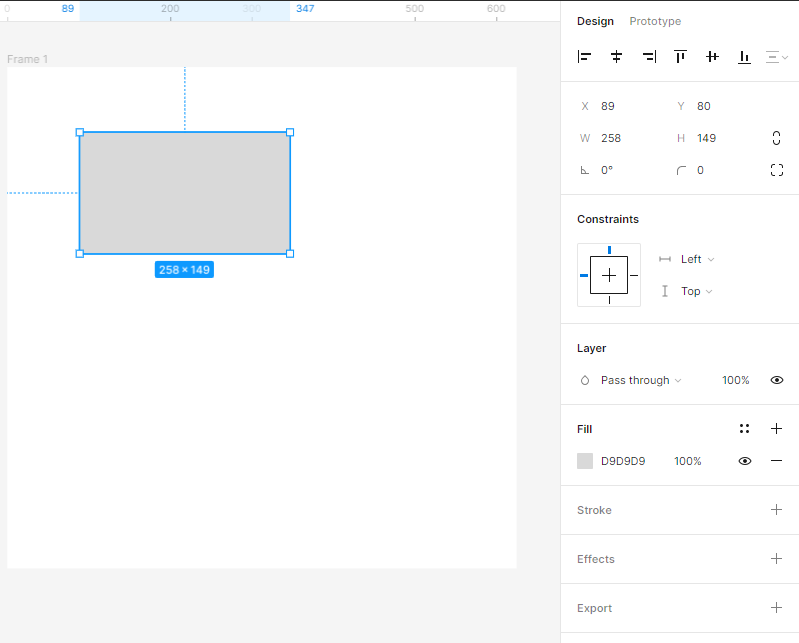 0 89 200 300 347 500 600
Frame 1
258 × 149
Design Prototype
X 89 Y 80
W 258 H 149
0° 0
Constraints
Left
Top
Layer
Pass through 100%
Fill
D9D9D9 100%
Stroke
Effects
Export